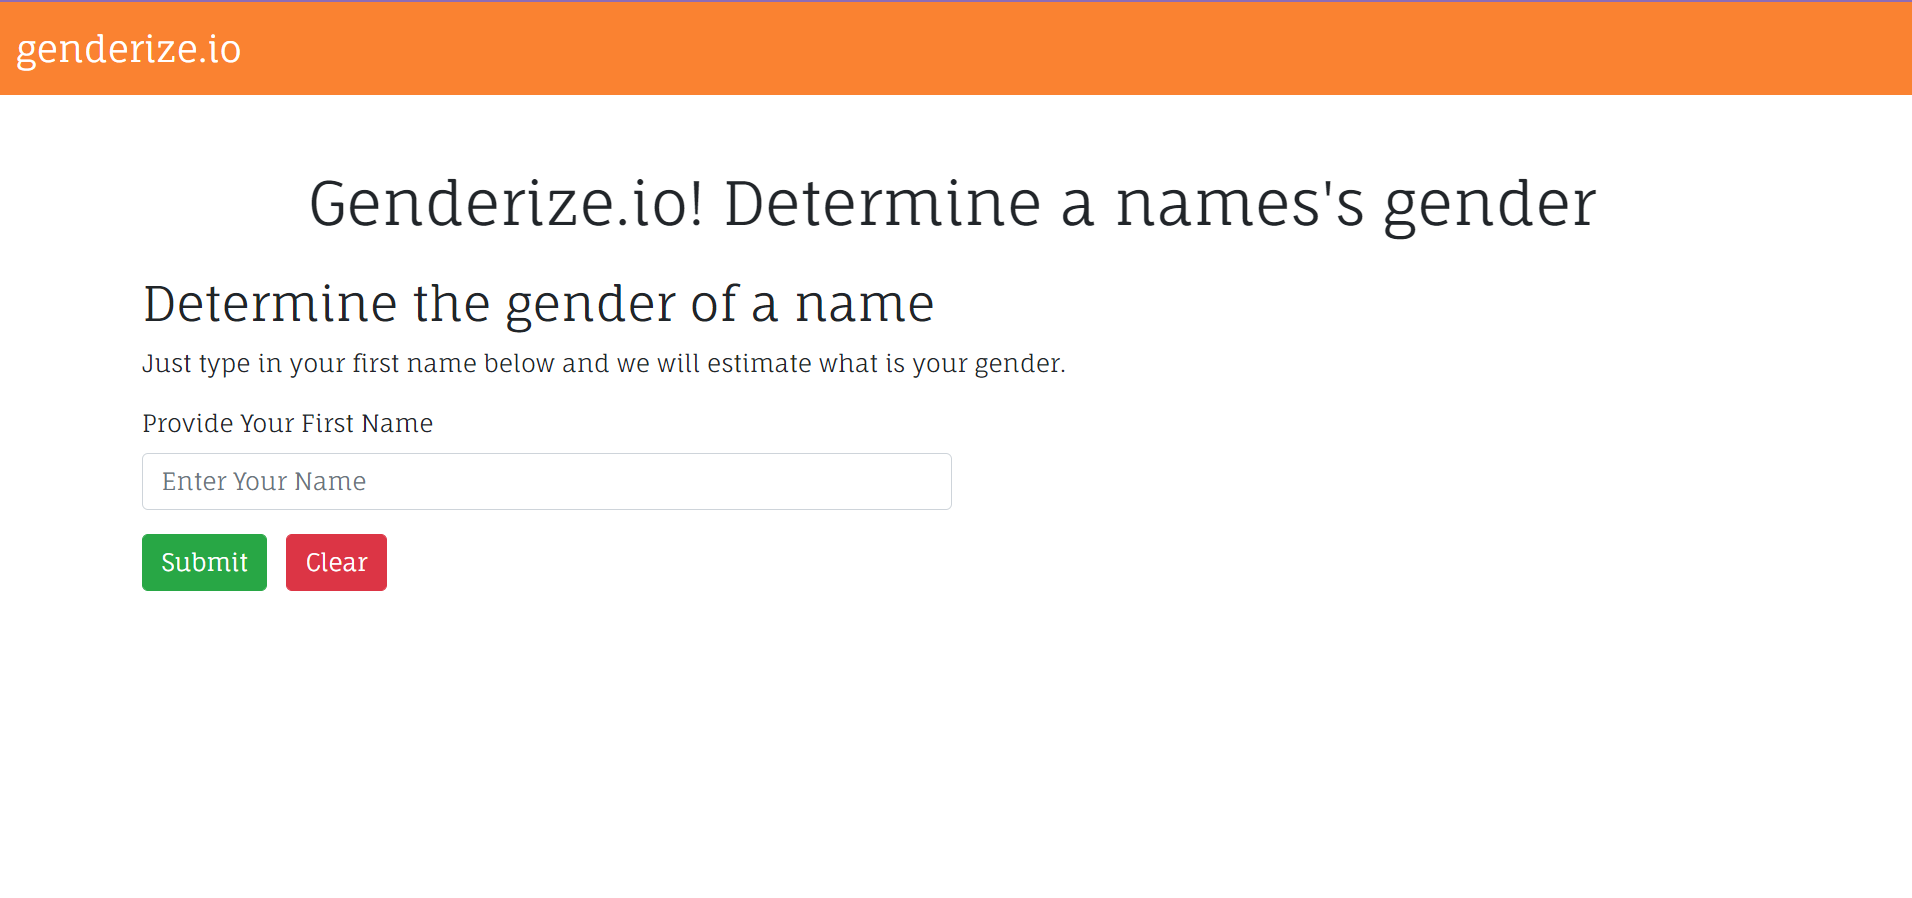 genderize.io
Genderize.io! Determine a names's gender
Determine the gender of a name
Just type in your first name below and we will estimate what is your gender.
Provide Your First Name
Enter Your Name
Submit Clear